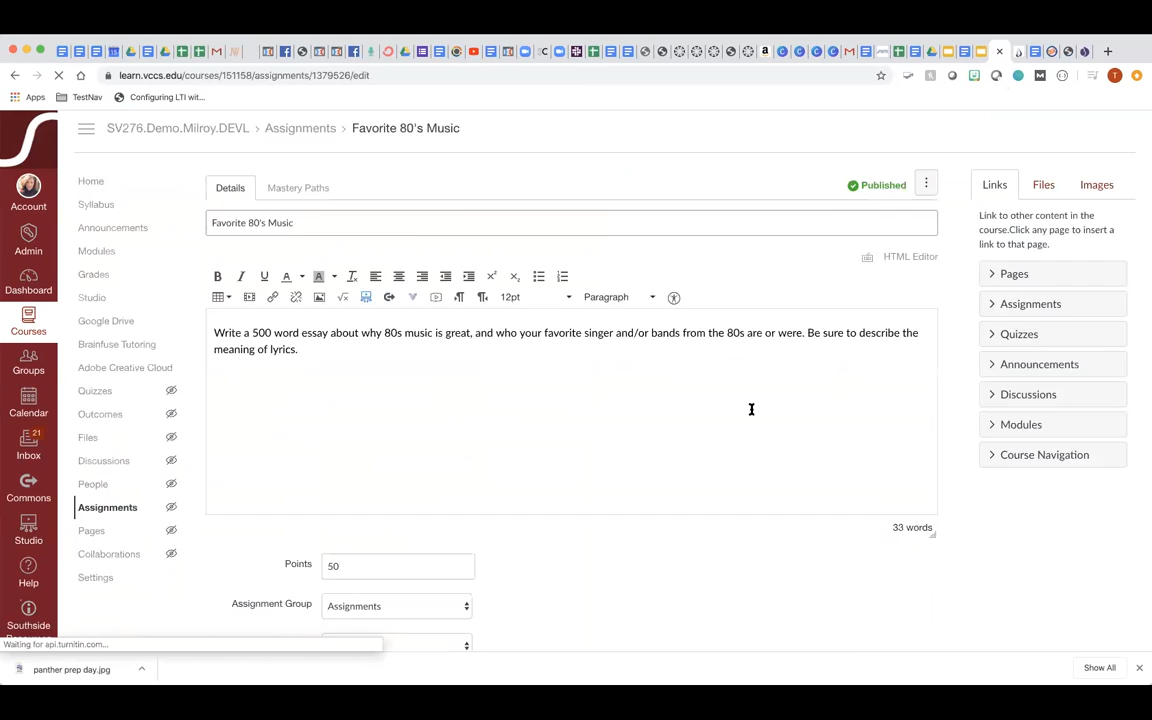 learn.vccs.edu/courses/151158/assignments/1379526/edit
Apps
TestNav
Configuring LTI wit...
SV276.Demo.Milroy.DEVL > Assignments > Favorite 80's Music
Account
Admin
Dashboard
Courses
Groups
Calendar
21
Inbox
Commons
Studio
Help
Southside
Home
Syllabus
Announcements
Modules
Grades
Studio
Google Drive
Brainfuse Tutoring
Adobe Creative Cloud
Quizzes
Outcomes
Files
Discussions
People
Assignments
Pages
Collaborations
Settings
Details
Mastery Paths
Published
Favorite 80's Music
HTML Editor
12pt
Paragraph
Write a 500 word essay about why 80s music is great, and who your favorite singer and/or bands from the 80s are or were. Be sure to describe the
meaning of lyrics.
33 words
Points
50
Assignment Group
Assignments
Links
Files
Images
Link to other content in the
course.Click any page to insert a
link to that page.
Pages
Assignments
Quizzes
Announcements
Discussions
Modules
Course Navigation
Waiting for api.turnitin.com...
panther prep day.jpg
Show All